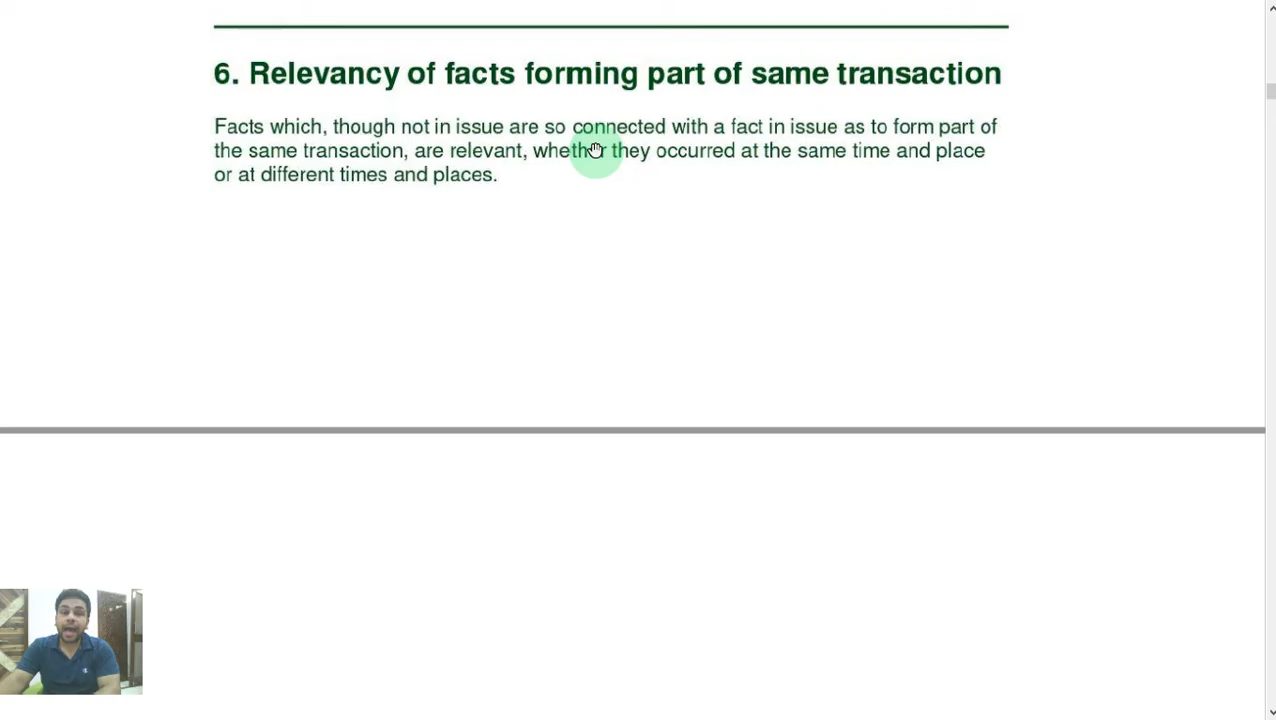 6. Relevancy of facts forming part of same transaction
Facts which, though not in issue are so connected with a fact in issue as to form part of
the same transaction, are relevant, whether they occurred at the same time and place
or at different times and places.